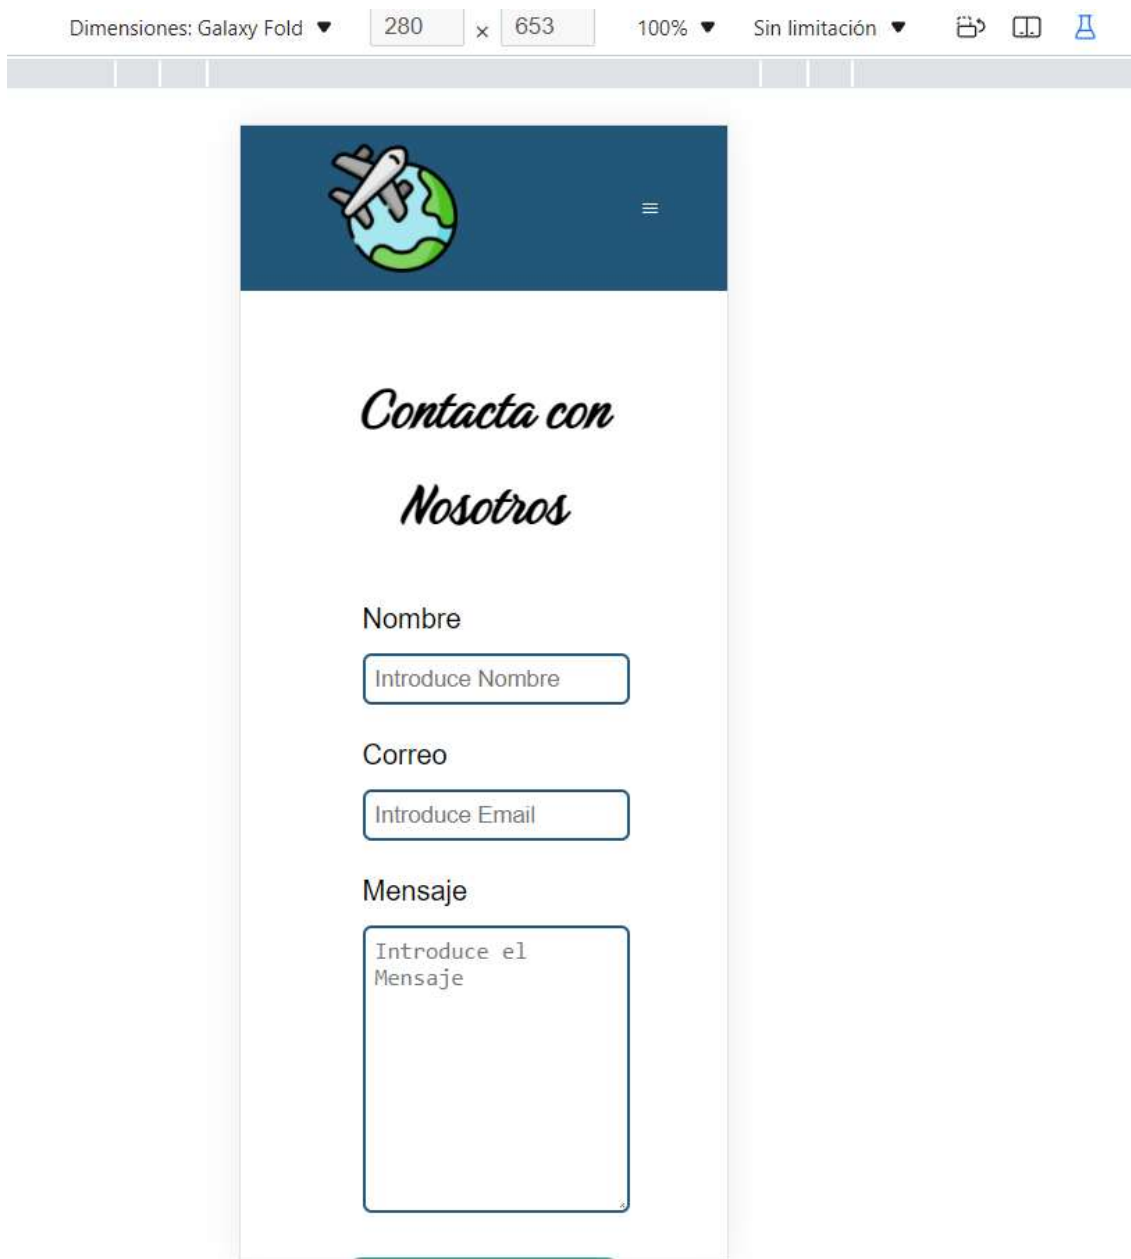 Dimensiones: Galaxy Fold ▼ 280 × 653 100% ▼ Sin limitación ▼
Contacta con
Nosotros
Nombre
Introduce Nombre
Correo
Introduce Email
Mensaje
Introduce el
Mensaje